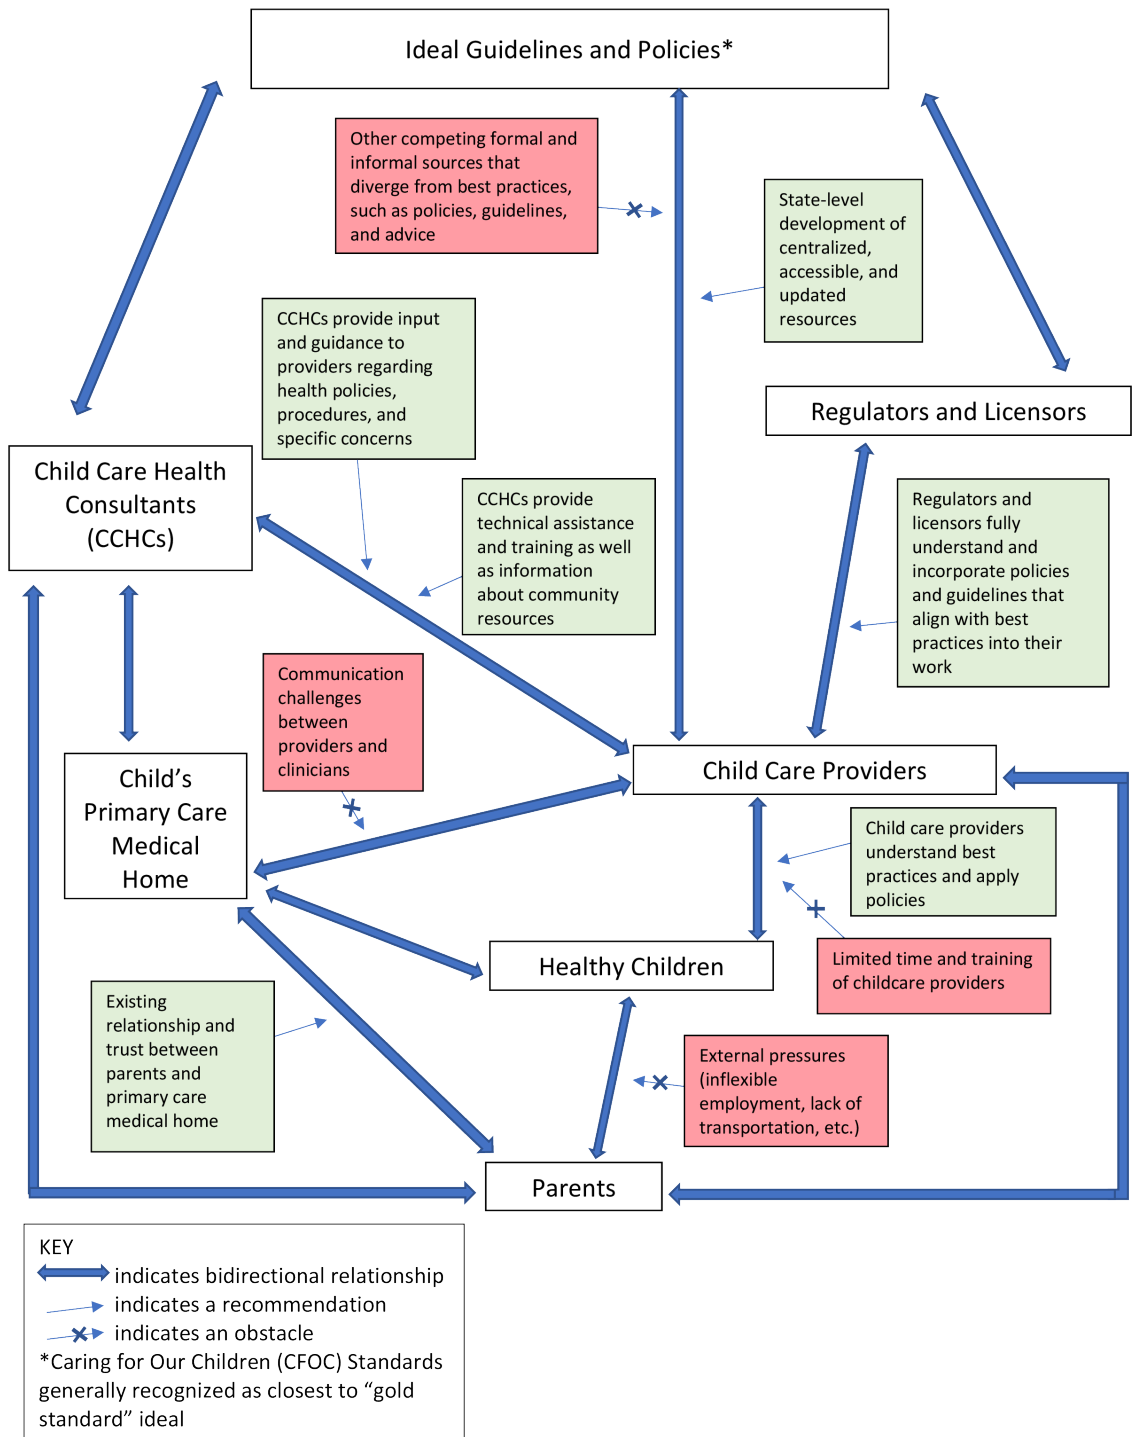 Ideal Guidelines and Policies*
Other competing formal and
informal sources that
diverge from best practices,
such as policies, guidelines,
and advice
State-level
development of
centralized,
accessible, and
updated
resources
CCHCs provide input
and guidance to
providers regarding
health policies,
procedures, and
specific concerns
Regulators and Licensors
Child Care Health
Consultants
(CCHCs)
CCHCs provide
technical assistance
and training as well
as information
about community
resources
Regulators and
licensors fully
understand and
incorporate policies
and guidelines that
align with best
practices into their
work
Communication
challenges
between
providers and
clinicians
Child Care Providers
Child’s
Primary Care
Medical
Home
Child care providers
understand best
practices and apply
policies
Healthy Children
Limited time and training
of childcare providers
Existing
relationship and
trust between
parents and
primary care
medical home
External pressures
(inflexible
employment, lack of
transportation, etc.)
Parents
KEY
indicates bidirectional relationship
indicates a recommendation
indicates an obstacle
*Caring for Our Children (CFOC) Standards
generally recognized as closest to “gold
standard” ideal